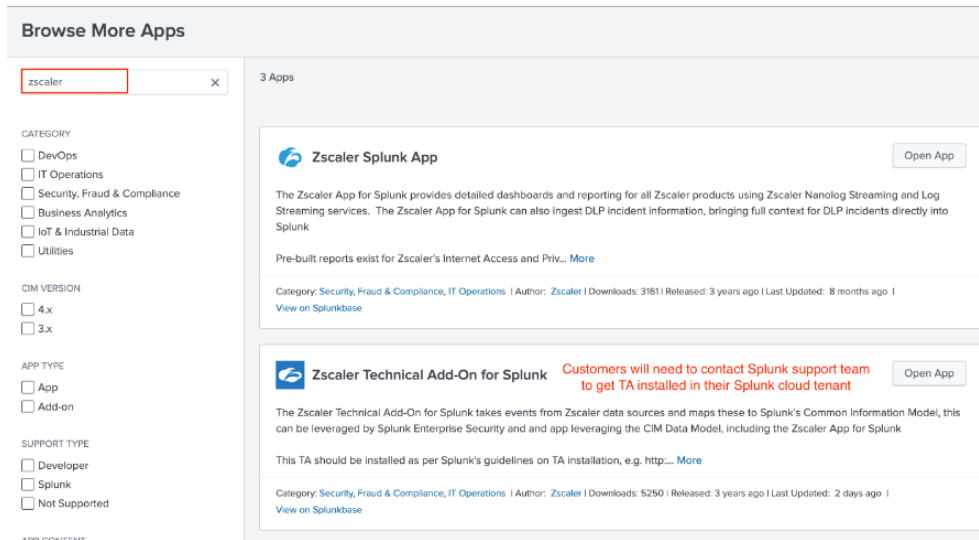 Browse More Apps
zscaler
CATEGORY
DevOps
IT Operations
Security, Fraud & Compliance
Business Analytics
IoT & Industrial Data
Utilities
CIM VERSION
4.x
3.x
APP TYPE
App
Add-on
SUPPORT TYPE
Developer
Splunk
Not Supported
APP CONTENT
3 Apps
Zscaler Splunk App
Open App
The Zscaler App for Splunk provides detailed dashboards and reporting for all Zscaler products using Zscaler Nanolog Streaming and Log
Streaming services. The Zscaler App for Splunk can also ingest DLP incident information, bringing full context for DLP incidents directly into
Splunk
Pre-built reports exist for Zscaler's Internet Access and Priv... More
Category: Security, Fraud & Compliance, IT Operations | Author: Zscaler | Downloads: 3161 | Released: 3 years ago | Last Updated: 8 months ago |
View on Splunkbase
Zscaler Technical Add-On for Splunk
Customers will need to contact Splunk support team
to get TA installed in their Splunk cloud tenant
Open App
The Zscaler Technical Add-On for Splunk takes events from Zscaler data sources and maps these to Splunk's Common Information Model, this
can be leveraged by Splunk Enterprise Security and and app leveraging the CIM Data Model, including the Zscaler App for Splunk
This TA should be installed as per Splunk's guidelines on TA installation, e.g. http:... More
Category: Security, Fraud & Compliance, IT Operations | Author: Zscaler | Downloads: 5250 | Released: 3 years ago | Last Updated: 2 days ago |
View on Splunkbase